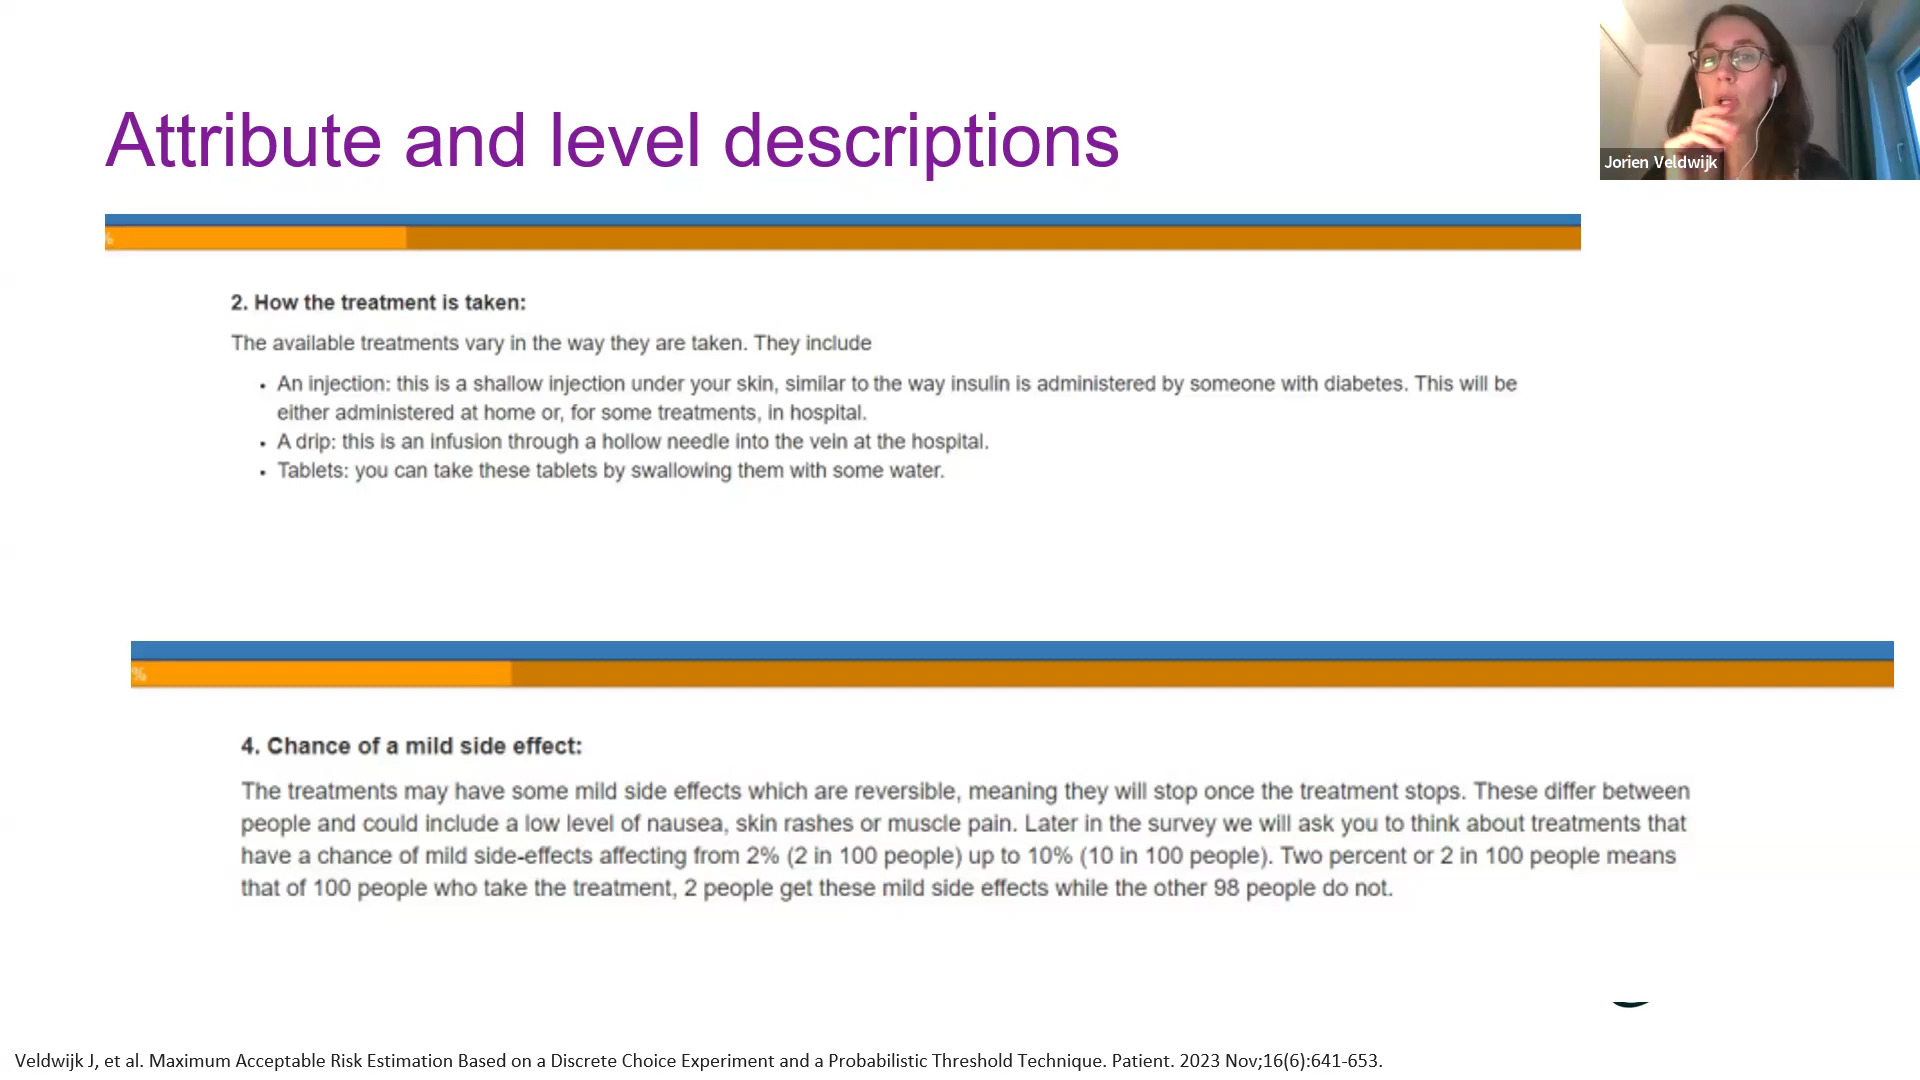 Attribute and level descriptions
Jorien Veldwijk
%
2. How the treatment is taken:
The available treatments vary in the way they are taken. They include
• An injection: this is a shallow injection under your skin, similar to the way insulin is administered by someone with diabetes. This will be
either administered at home or, for some treatments, in hospital.
• A drip: this is an infusion through a hollow needle into the vein at the hospital.
• Tablets: you can take these tablets by swallowing them with some water.
%
4. Chance of a mild side effect:
The treatments may have some mild side effects which are reversible, meaning they will stop once the treatment stops. These differ between
people and could include a low level of nausea, skin rashes or muscle pain. Later in the survey we will ask you to think about treatments that
have a chance of mild side-effects affecting from 2% (2 in 100 people) up to 10% (10 in 100 people). Two percent or 2 in 100 people means
that of 100 people who take the treatment, 2 people get these mild side effects while the other 98 people do not.
Veldwijk J, et al. Maximum Acceptable Risk Estimation Based on a Discrete Choice Experiment and a Probabilistic Threshold Technique. Patient. 2023 Nov;16(6):641-653.